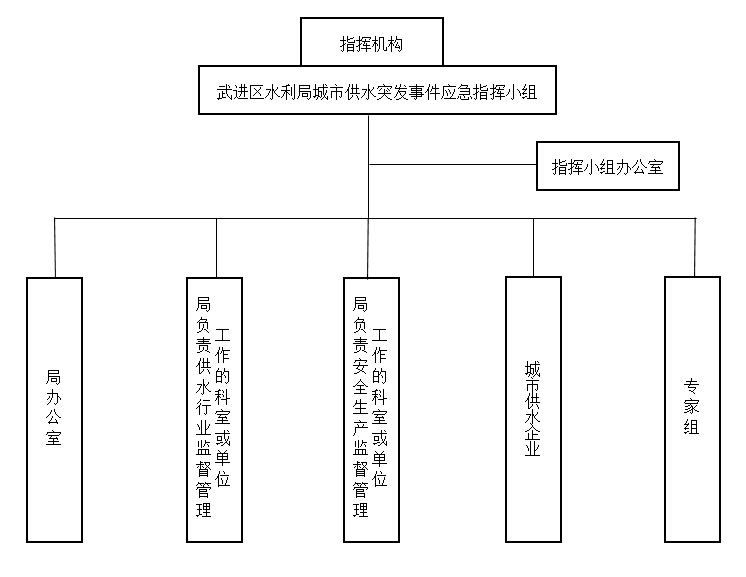 指挥机构
武进区水利局城市供水突发事件应急指挥小组
指挥小组办公室
局办公室
局负责供水行业监督管理
工作的科室或单位
局负责安全生产监督管理
工作的科室或单位
城市供水企业
专家组